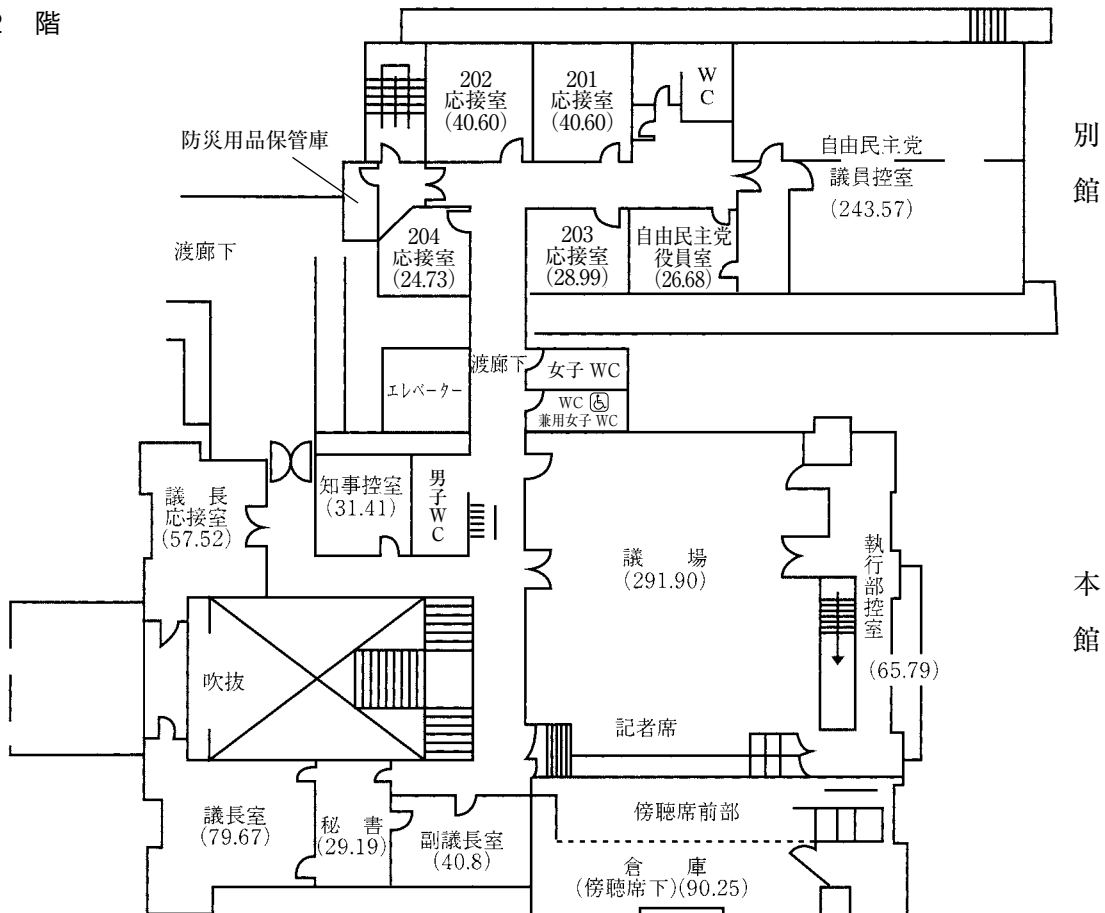 2 階
202
応接室
(40.60)
201
応接室
(40.60)
W
C
防災用品保管庫
自由民主党
議員控室
(243.57)
別
館
渡廊下
204
応接室
(24.73)
203
応接室
(28.99)
自由民主党
役員室
(26.68)
エレベーター
渡廊下
女子 WC
WC
兼用女子 WC
議 長
応接室
(57.52)
知事控室
(31.41)
男
子
W
C
議 場
(291.90)
執
行
部
控
室
(65.79)
本
館
吹抜
記者席
議長室
(79.67)
秘 書
(29.19)
副議長室
(40.8)
傍聴席前部
倉 庫
(傍聴席下)(90.25)